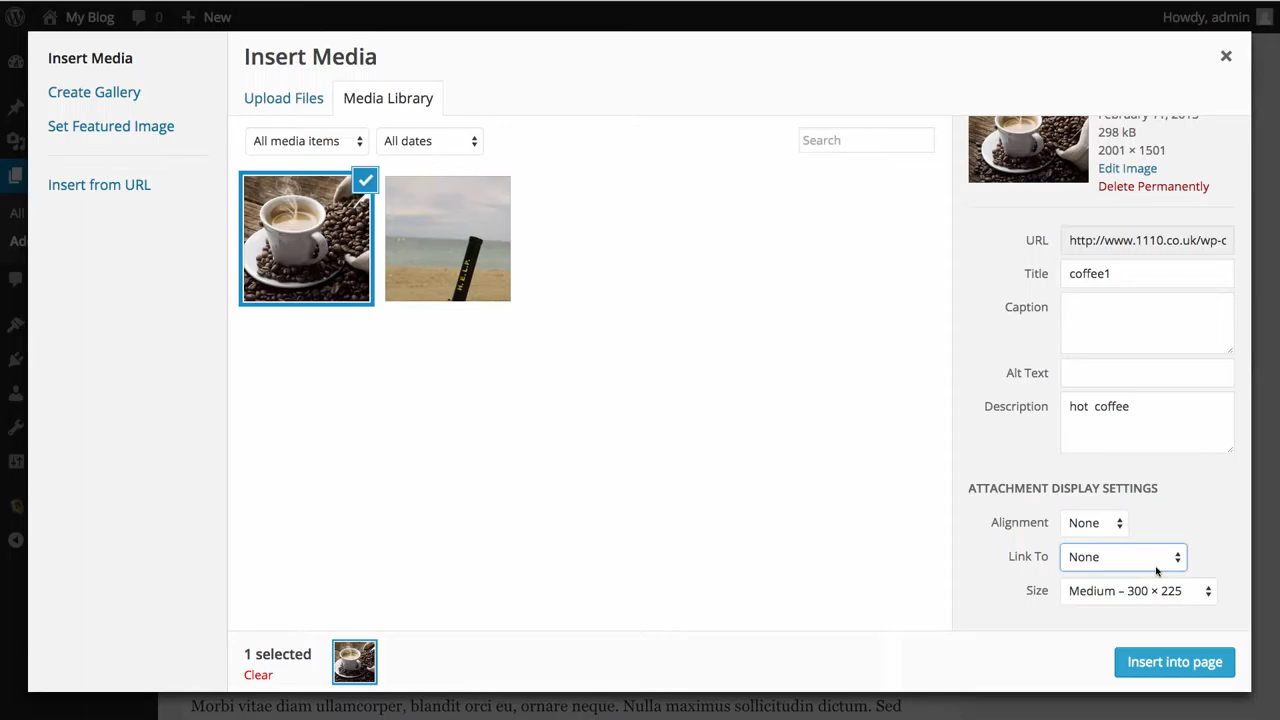 My Blog 0 New Howdy, admin
Insert Media
Create Gallery
Set Featured Image
Insert from URL
All
Ad
Insert Media
Upload Files Media Library
All media items All dates Search
H.E.L.P.
298 kB
2001 × 1501
Edit Image
Delete Permanently
URL http://www.1110.co.uk/wp-c
Title coffee1
Caption
Alt Text
Description hot coffee
ATTACHMENT DISPLAY SETTINGS
Alignment None
Link To None
Size Medium – 300 × 225
1 selected
Clear
Insert into page
Morbi vitae diam ullamcorper, blandit orci eu, ornare neque. Nulla maximus sollicitudin dictum. Sed